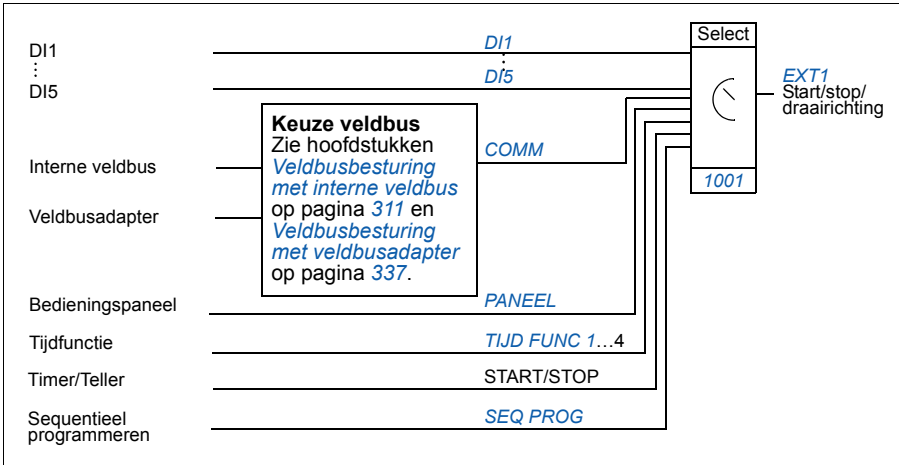 Select
DI1
DI1
⋮
⋮
DI5
DI5
EXT1
Start/stop/
draairichting
Keuze veldbus
Zie hoofdstukken
Veldbusbesturing
met interne veldbus
op pagina 311 en
Veldbusbesturing
met veldbusadapter
op pagina 337.
COMM
Interne veldbus
1001
Veldbusadapter
Bedieningspaneel
PANEEL
Tijdfunctie
TIJD FUNC 1…4
Timer/Teller
START/STOP
Sequentieel
programmeren
SEQ PROG